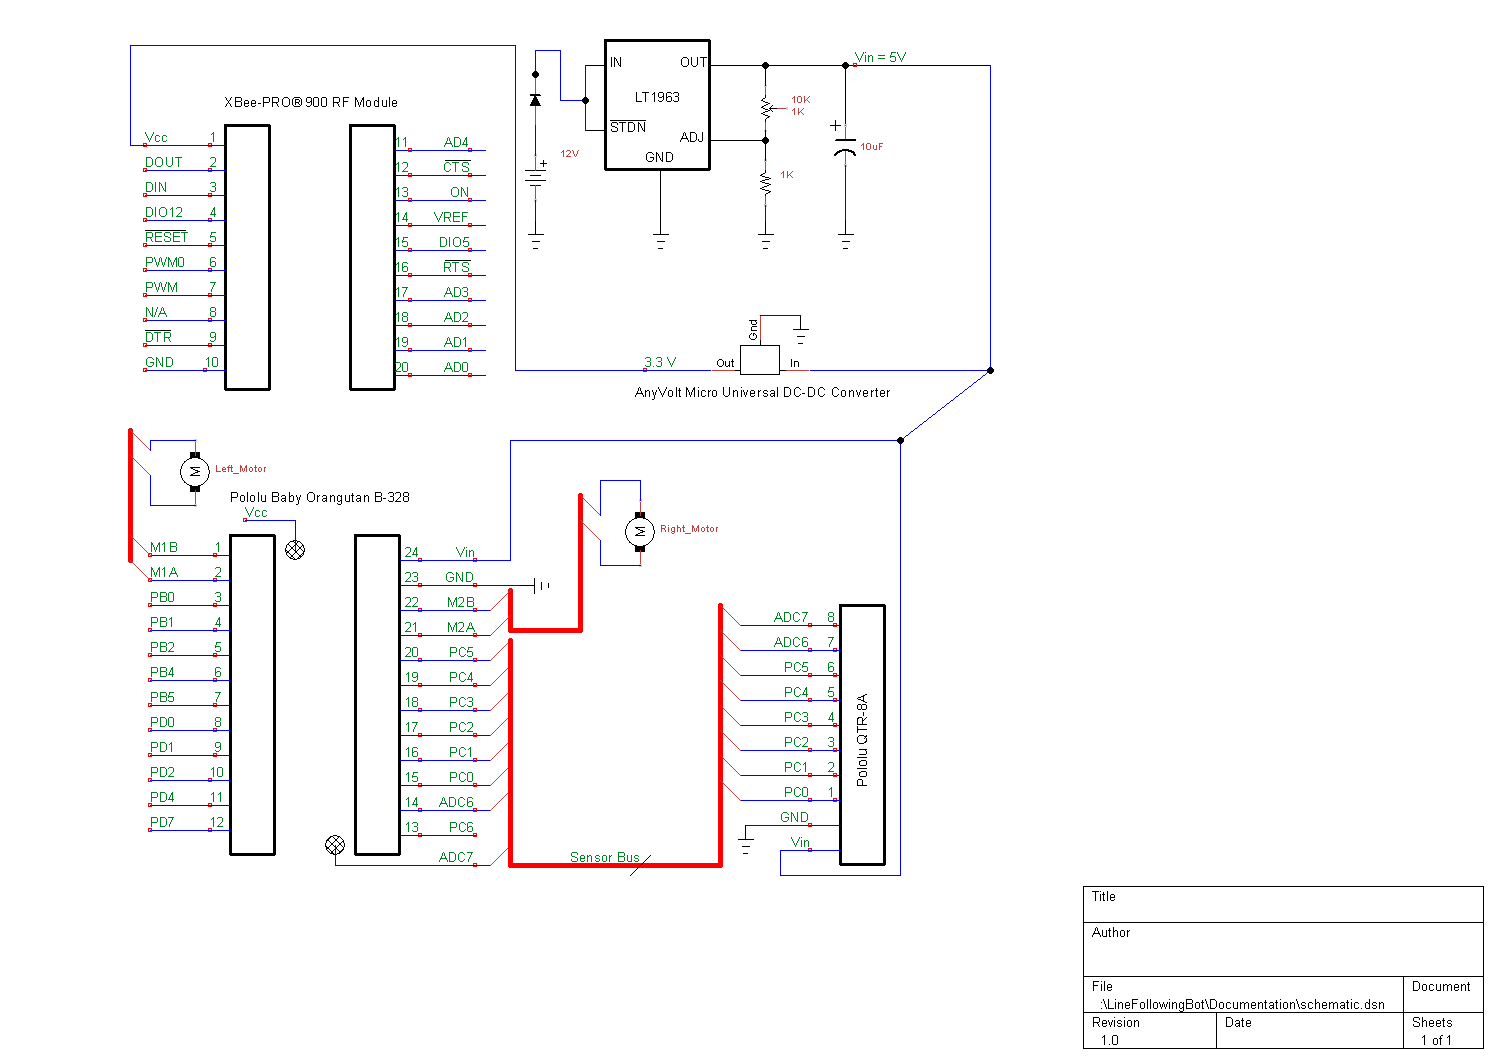 XBee-PRO®900 RF Module
Vcc 1
DOUT 2
DIN 3
DIO12 4
RESET 5
PWM0 6
PWM 7
N/A 8
DTR 9
GND 10
11 AD4
12 CTS
13 ON
14 VREF
15 DIO5
16 RTS
17 AD3
18 AD2
19 AD1
20 AD0
12V
+
IN OUT
LT1963
STDN
ADJ
GND
10K
1K
1K
+
10uF
Vin = 5V
3.3 V
Out
Gnd
In
AnyVolt Micro Universal DC-DC Converter
M
Left_Motor
Pololu Baby Orangutan B-328
Vcc
M1B 1
M1A 2
PB0 3
PB1 4
PB2 5
PB4 6
PB5 7
PD0 8
PD1 9
PD2 10
PD4 11
PD7 12
24 Vin
23 GND
22 M2B
21 M2A
20 PC5
19 PC4
18 PC3
17 PC2
16 PC1
15 PC0
14 ADC6
13 PC6
ADC7
M
Right_Motor
Sensor Bus
ADC7 8
ADC6 7
PC5 6
PC4 5
PC3 4
PC2 3
PC1 2
PC0 1
GND
Vin
Pololu QTR-8A
Title
Author
File
:\LineFollowingBot\Documentation\schematic.dsn
Document
Revision
1.0
Date
Sheets
1 of 1